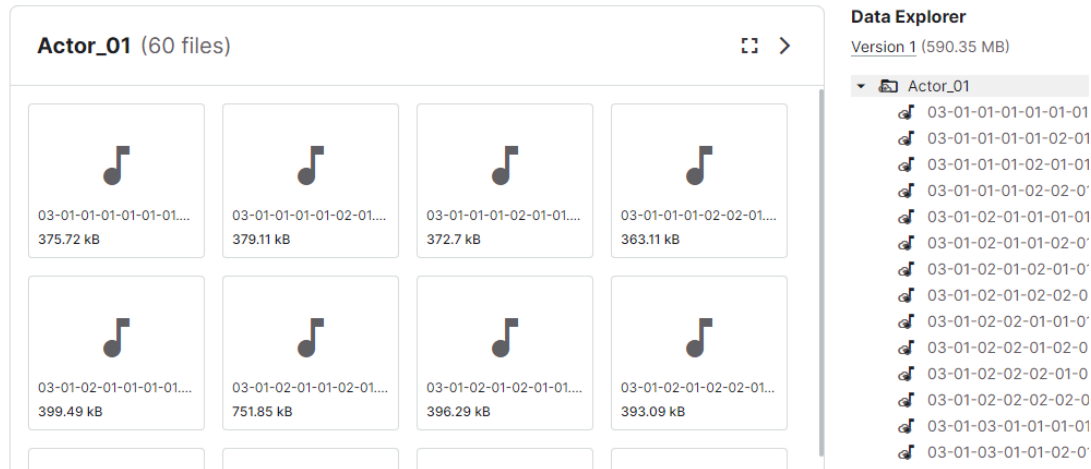 Actor_01 (60 files)
03-01-01-01-01-01-01....
375.72 kB
03-01-01-01-01-02-01....
379.11 kB
03-01-01-01-02-01-01....
372.7 kB
03-01-01-01-02-02-01....
363.11 kB
03-01-02-01-01-01-01....
399.49 kB
03-01-02-01-01-02-01....
751.85 kB
03-01-02-01-02-01-01....
396.29 kB
03-01-02-01-02-02-01...
393.09 kB
Data Explorer
Version 1 (590.35 MB)
Actor_01
03-01-01-01-01-01-01
03-01-01-01-01-02-01
03-01-01-01-02-01-01
03-01-01-01-02-02-01
03-01-02-01-01-01-01
03-01-02-01-01-02-01
03-01-02-01-02-01-01
03-01-02-01-02-02-0
03-01-02-02-01-01-01
03-01-02-02-01-02-0
03-01-02-02-02-01-0
03-01-02-02-02-02-0
03-01-03-01-01-01-01
03-01-03-01-01-02-01